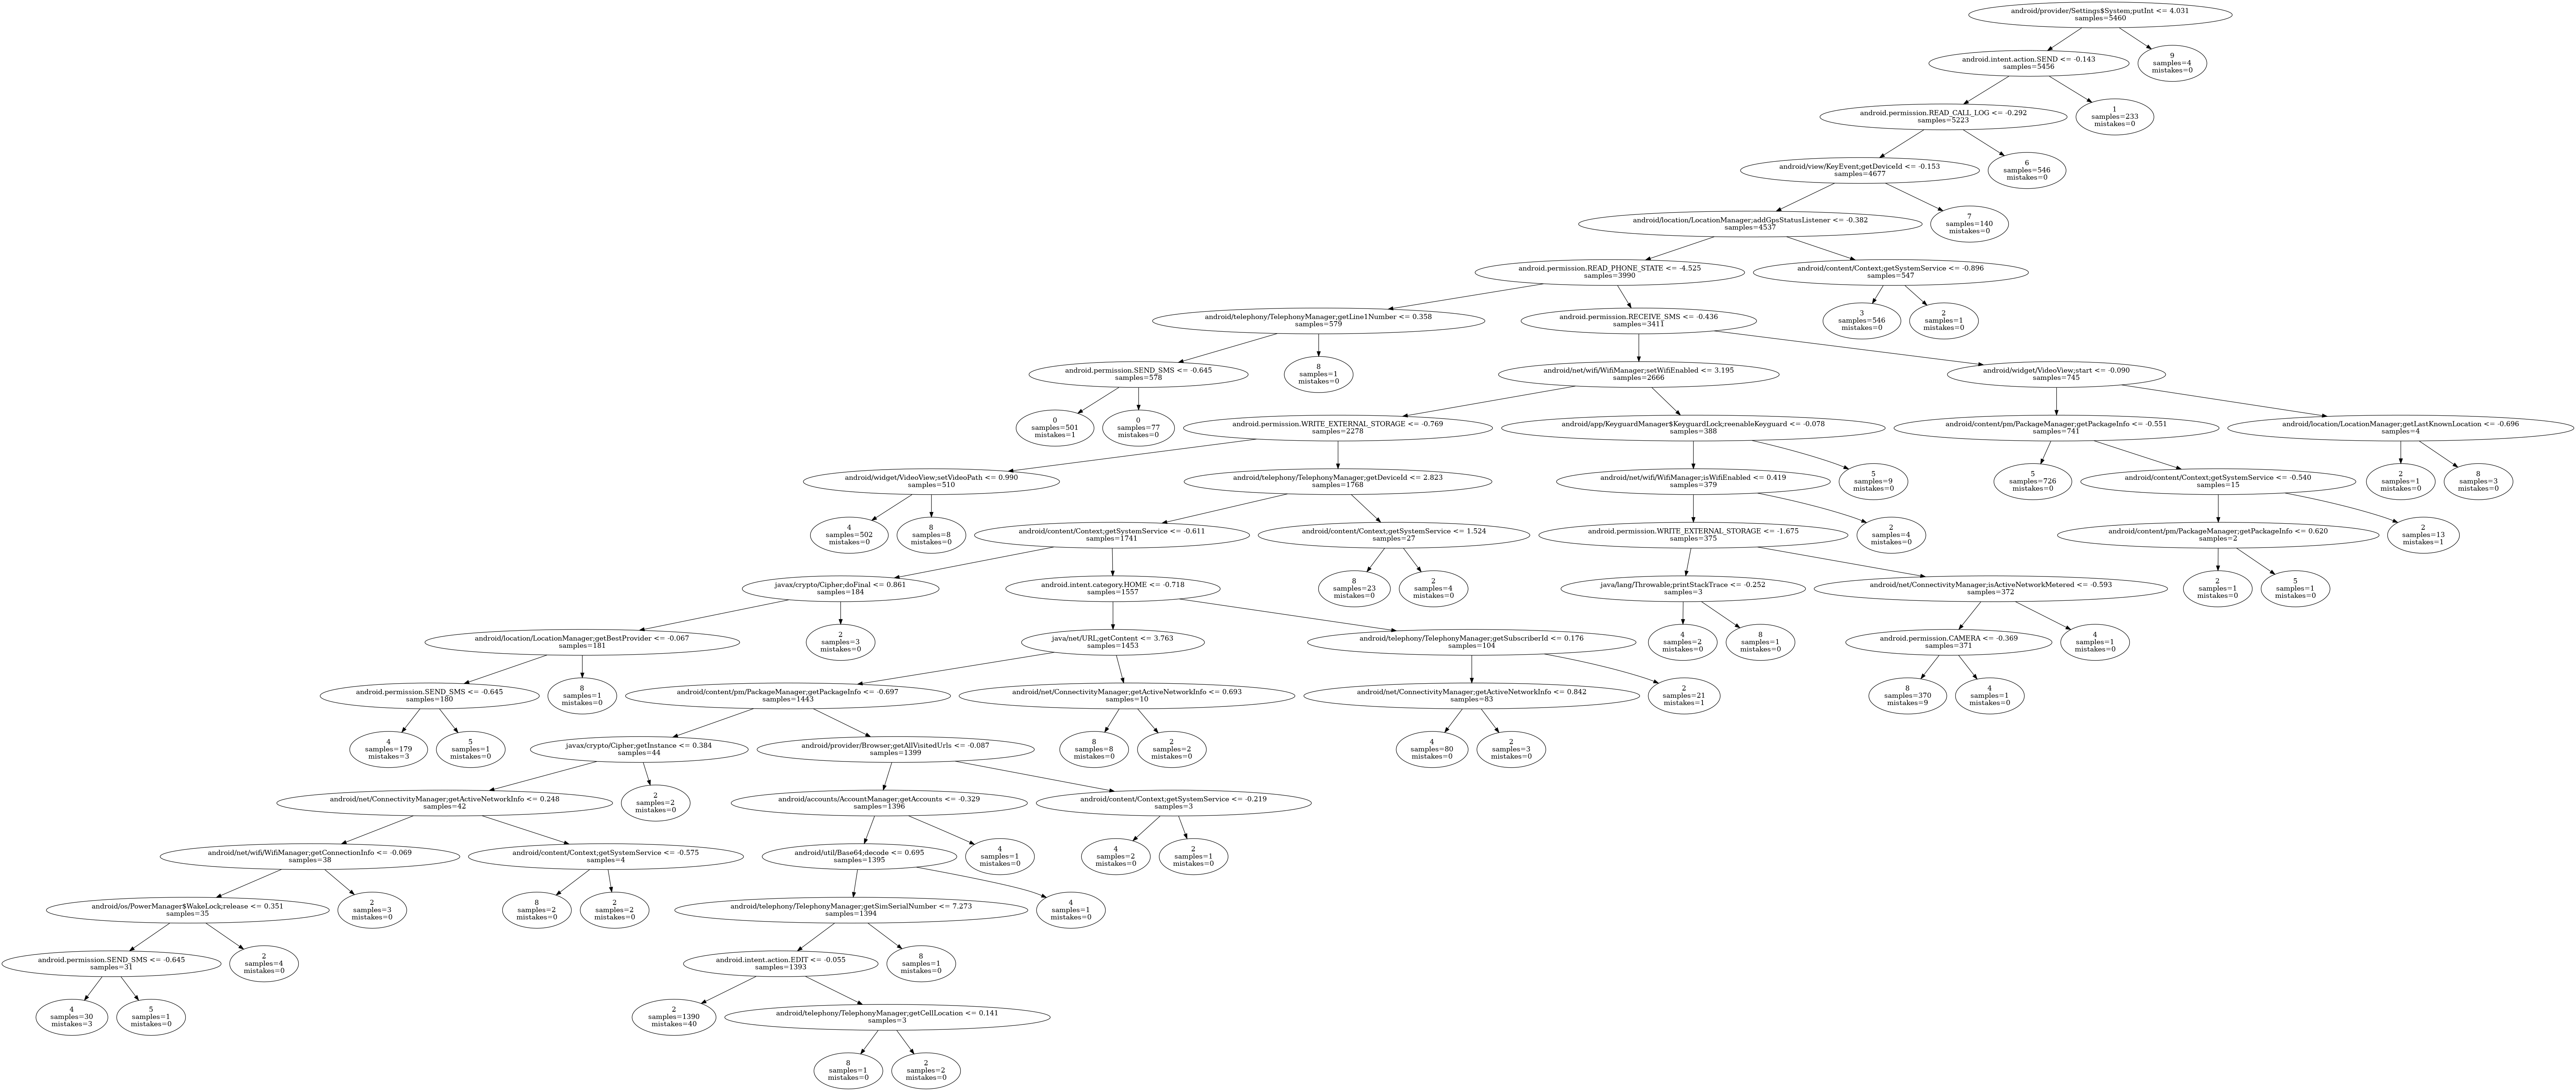 android/provider/Settings$System;putInt <= 4.031
samples=5460
android.intent.action.SEND <= -0.143
samples=5456
9
samples=4
mistakes=0
android.permission.READ_CALL_LOG <= -0.292
samples=5223
1
samples=233
mistakes=0
android/view/KeyEvent;getDeviceId <= -0.153
samples=4677
6
samples=546
mistakes=0
android/location/LocationManager;addGpsStatusListener <= -0.382
samples=4537
7
samples=140
mistakes=0
android.permission.READ_PHONE_STATE <= -4.525
samples=3990
android/content/Context;getSystemService <= -0.896
samples=547
android/telephony/TelephonyManager;getLine1Number <= 0.358
samples=579
android.permission.RECEIVE_SMS <= -0.436
samples=3411
3
samples=546
mistakes=0
2
samples=1
mistakes=0
android.permission.SEND_SMS <= -0.645
samples=578
8
samples=1
mistakes=0
android/net/wifi/WifiManager;setWifiEnabled <= 3.195
samples=2666
android/widget/VideoView;start <= -0.090
samples=745
0
samples=501
mistakes=1
0
samples=77
mistakes=0
android.permission.WRITE_EXTERNAL_STORAGE <= -0.769
samples=2278
android/app/KeyguardManager$KeyguardLock;reenableKeyguard <= -0.078
samples=388
android/content/pm/PackageManager;getPackageInfo <= -0.551
samples=741
android/location/LocationManager;getLastKnownLocation <= -0.696
samples=4
android/widget/VideoView;setVideoPath <= 0.990
samples=510
android/telephony/TelephonyManager;getDeviceId <= 2.823
samples=1768
android/net/wifi/WifiManager;isWifiEnabled <= 0.419
samples=379
5
samples=9
mistakes=0
5
samples=726
mistakes=0
android/content/Context;getSystemService <= -0.540
samples=15
2
samples=1
mistakes=0
8
samples=3
mistakes=0
4
samples=502
mistakes=0
8
samples=8
mistakes=0
android/content/Context;getSystemService <= -0.611
samples=1741
android/content/Context;getSystemService <= 1.524
samples=27
android.permission.WRITE_EXTERNAL_STORAGE <= -1.675
samples=375
2
samples=4
mistakes=0
android/content/pm/PackageManager;getPackageInfo <= 0.620
samples=2
2
samples=13
mistakes=1
javax/crypto/Cipher;doFinal <= 0.861
samples=184
android.intent.category.HOME <= -0.718
samples=1557
8
samples=23
mistakes=0
2
samples=4
mistakes=0
java/lang/Throwable;printStackTrace <= -0.252
samples=3
android/net/ConnectivityManager;isActiveNetworkMetered <= -0.593
samples=372
2
samples=1
mistakes=0
5
samples=1
mistakes=0
android/location/LocationManager;getBestProvider <= -0.067
samples=181
2
samples=3
mistakes=0
java/net/URL;getContent <= 3.763
samples=1453
android/telephony/TelephonyManager;getSubscriberId <= 0.176
samples=104
4
samples=2
mistakes=0
8
samples=1
mistakes=0
android.permission.CAMERA <= -0.369
samples=371
4
samples=1
mistakes=0
android.permission.SEND_SMS <= -0.645
samples=180
8
samples=1
mistakes=0
android/content/pm/PackageManager;getPackageInfo <= -0.697
samples=1443
android/net/ConnectivityManager;getActiveNetworkInfo <= 0.693
samples=10
android/net/ConnectivityManager;getActiveNetworkInfo <= 0.842
samples=83
2
samples=21
mistakes=1
8
samples=370
mistakes=9
4
samples=1
mistakes=0
4
samples=179
mistakes=3
5
samples=1
mistakes=0
javax/crypto/Cipher;getInstance <= 0.384
samples=44
android/provider/Browser;getAllVisitedUrls <= -0.087
samples=1399
8
samples=8
mistakes=0
2
samples=2
mistakes=0
4
samples=80
mistakes=0
2
samples=3
mistakes=0
android/net/ConnectivityManager;getActiveNetworkInfo <= 0.248
samples=42
2
samples=2
mistakes=0
android/accounts/AccountManager;getAccounts <= -0.329
samples=1396
android/content/Context;getSystemService <= -0.219
samples=3
android/net/wifi/WifiManager;getConnectionInfo <= -0.069
samples=38
android/content/Context;getSystemService <= -0.575
samples=4
android/util/Base64;decode <= 0.695
samples=1395
4
samples=1
mistakes=0
4
samples=2
mistakes=0
2
samples=1
mistakes=0
android/os/PowerManager$WakeLock;release <= 0.351
samples=35
2
samples=3
mistakes=0
8
samples=2
mistakes=0
2
samples=2
mistakes=0
android/telephony/TelephonyManager;getSimSerialNumber <= 7.273
samples=1394
4
samples=1
mistakes=0
android.permission.SEND_SMS <= -0.645
samples=31
2
samples=4
mistakes=0
android.intent.action.EDIT <= -0.055
samples=1393
8
samples=1
mistakes=0
4
samples=30
mistakes=3
5
samples=1
mistakes=0
2
samples=1390
mistakes=40
android/telephony/TelephonyManager;getCellLocation <= 0.141
samples=3
8
samples=1
mistakes=0
2
samples=2
mistakes=0